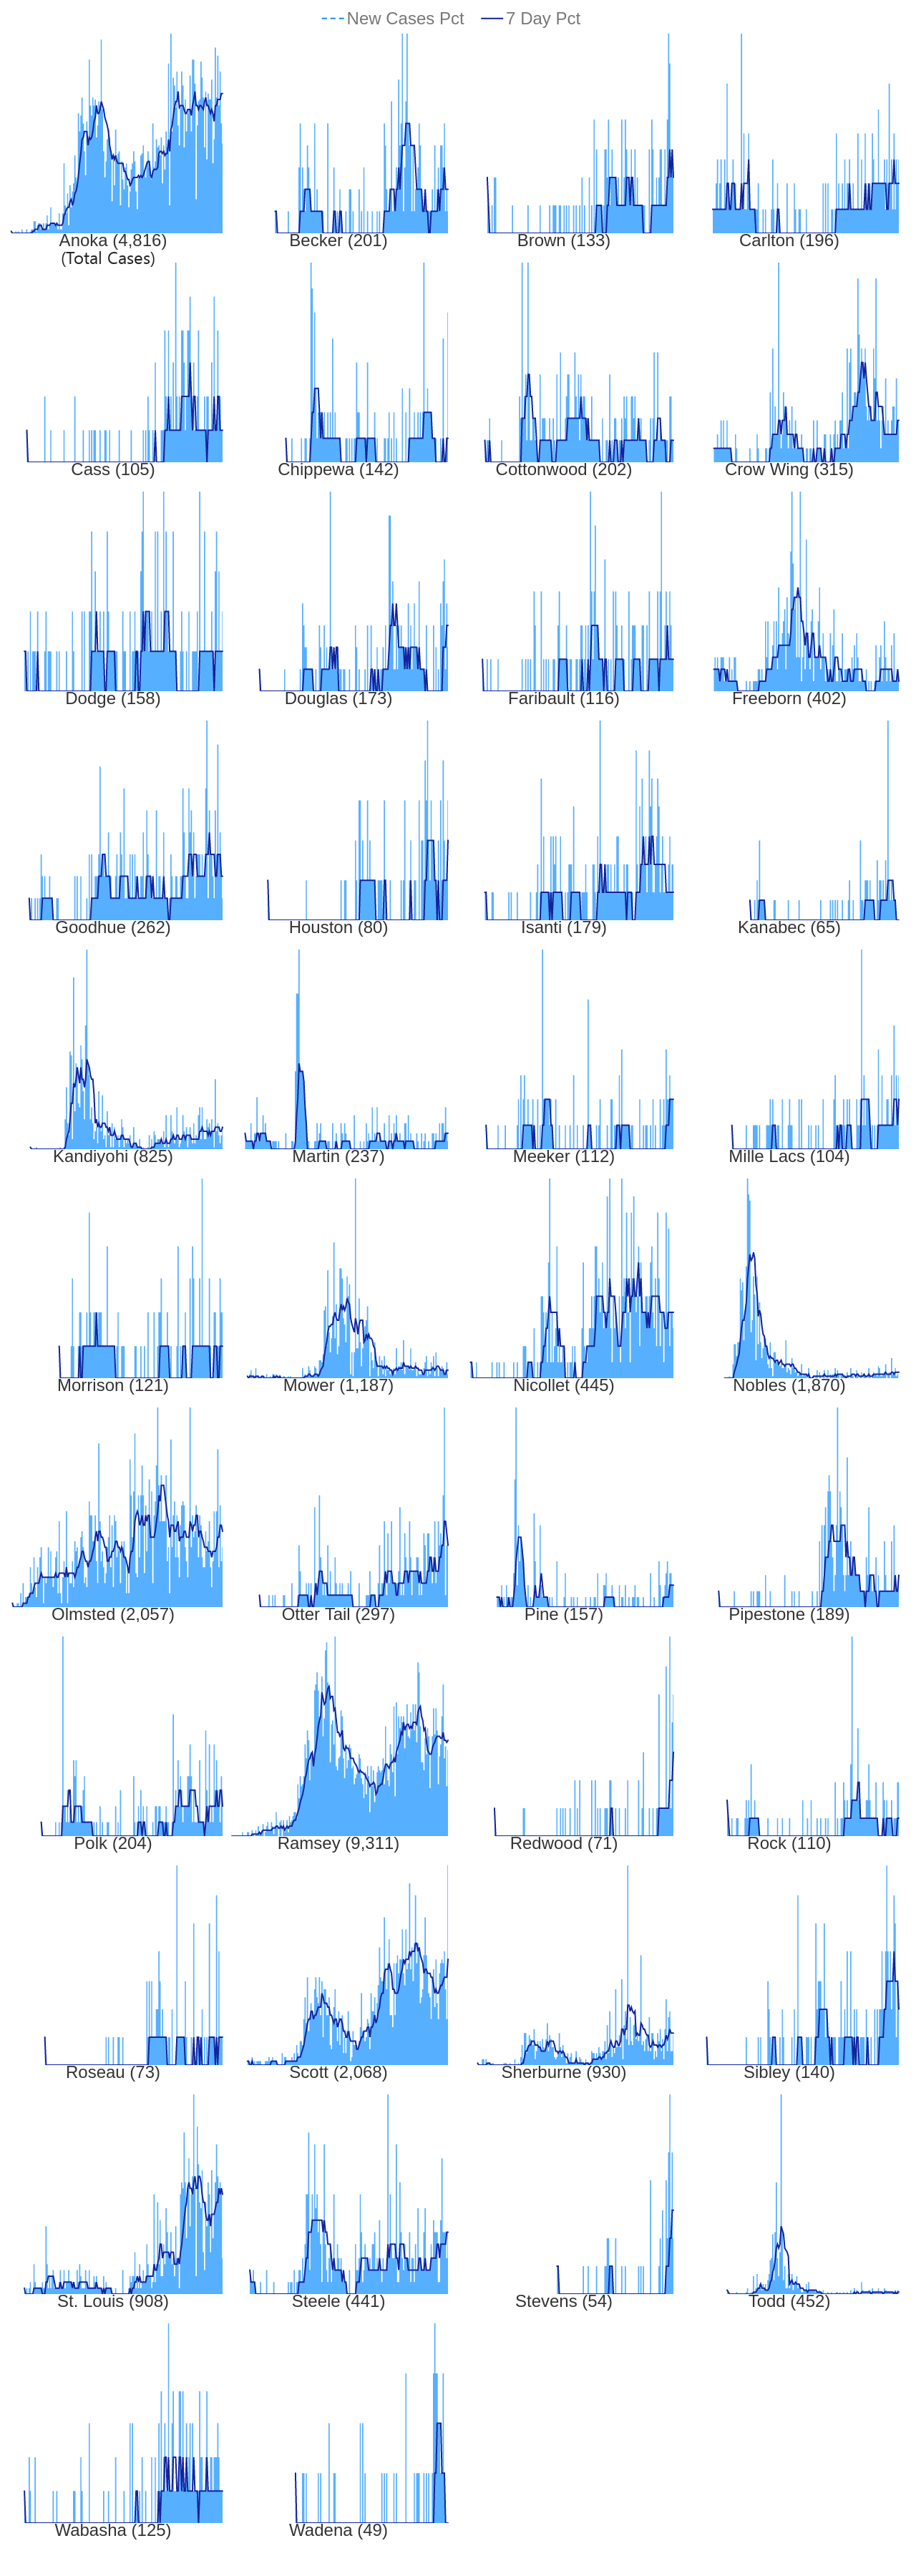 New Cases Pct 7 Day Pct
Anoka (4,816) Becker (201) Brown (133) Carlton (196)
(Total Cases)
Cass (105) Chippewa (142) Cottonwood (202) Crow Wing (315)
Dodge (158) Douglas (173) Faribault (116) Freeborn (402)
Goodhue (262) Houston (80) Isanti (179) Kanabec (65)
Kandiyohi (825) Martin (237) Meeker (112) Mille Lacs (104)
Morrison (121) Mower (1,187) Nicollet (445) Nobles (1,870)
Olmsted (2,057) Otter Tail (297) Pine (157) Pipestone (189)
Polk (204) Ramsey (9,311) Redwood (71) Rock (110)
Roseau (73) Scott (2,068) Sherburne (930) Sibley (140)
St. Louis (908) Steele (441) Stevens (54) Todd (452)
Wabasha (125) Wadena (49)